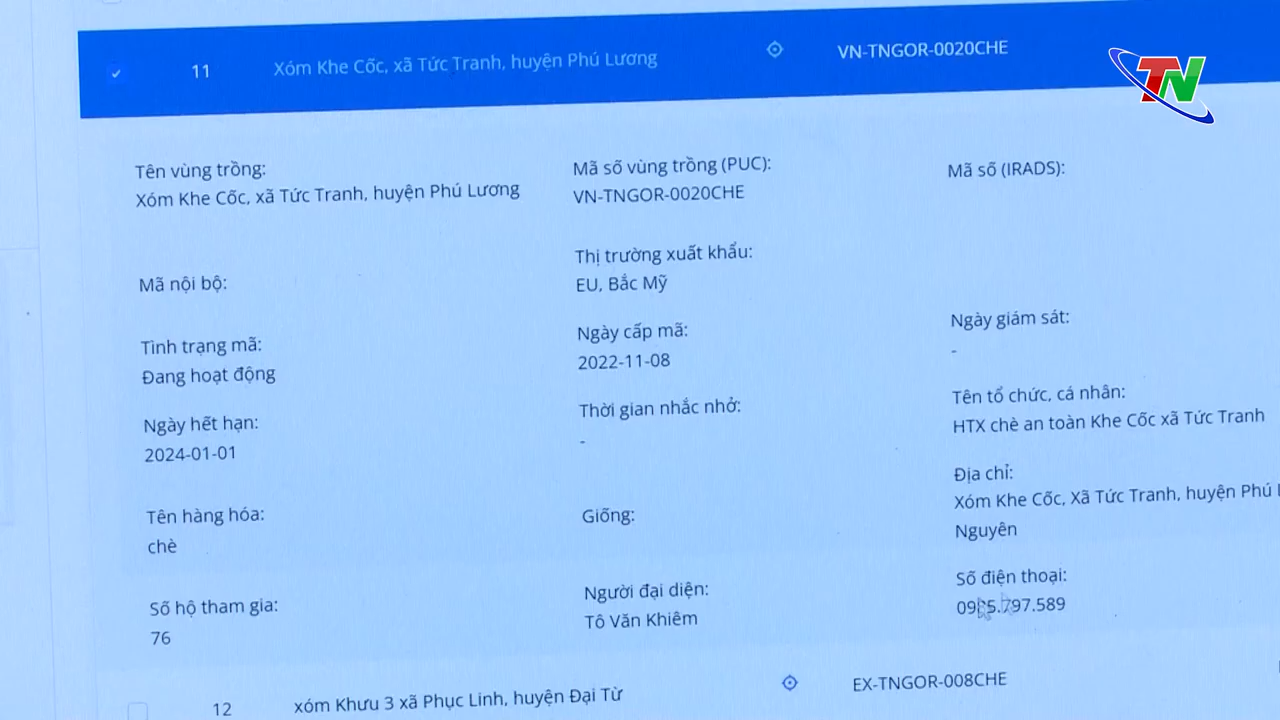 11 Xóm Khe Cốc, xã Tức Tranh, huyện Phú Lương VN-TNGOR-0020CHE
TN
Tên vùng trồng: Mã số vùng trồng (PUC): Mã số (IRADS):
Xóm Khe Cốc, xã Tức Tranh, huyện Phú Lương VN-TNGOR-0020CHE
Thị trường xuất khẩu:
Mã nội bộ: EU, Bắc Mỹ
Tình trạng mã: Ngày cấp mã: Ngày giám sát:
Đang hoạt động 2022-11-08 -
Ngày hết hạn: Thời gian nhắc nhở: Tên tổ chức, cá nhân:
2024-01-01 - HTX chè an toàn Khe Cốc xã Tức Tranh
Địa chỉ:
Xóm Khe Cốc, Xã Tức Tranh, huyện Phú
Tên hàng hóa: Giống: Nguyên
chè
Số hộ tham gia: Người đại diện: Số điện thoại:
76 Tô Văn Khiêm
12 xóm Khưu 3 xã Phục Linh, huyện Đại Từ EX-TNGOR-008CHE